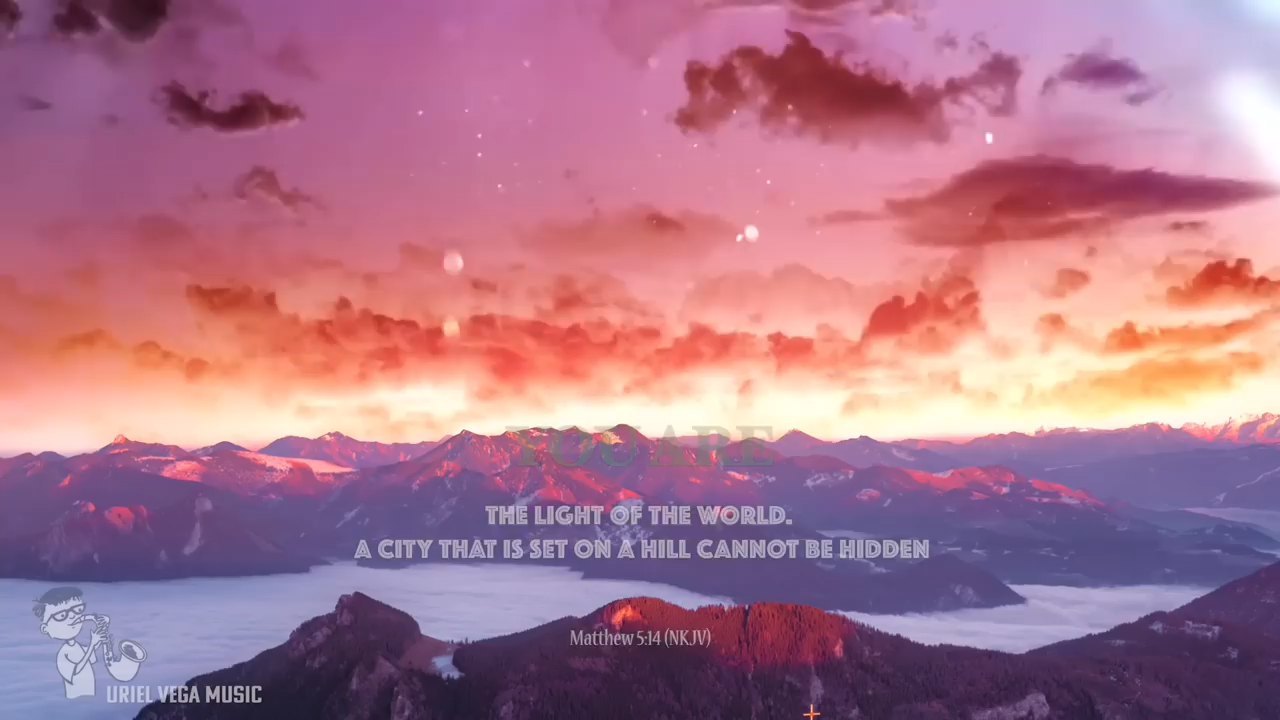 YOU ARE
THE LIGHT OF THE WORLD.
A CITY THAT IS SET ON A HILL CANNOT BE HIDDEN
Matthew 5:14 (NKJV)
URIEL VEGA MUSIC